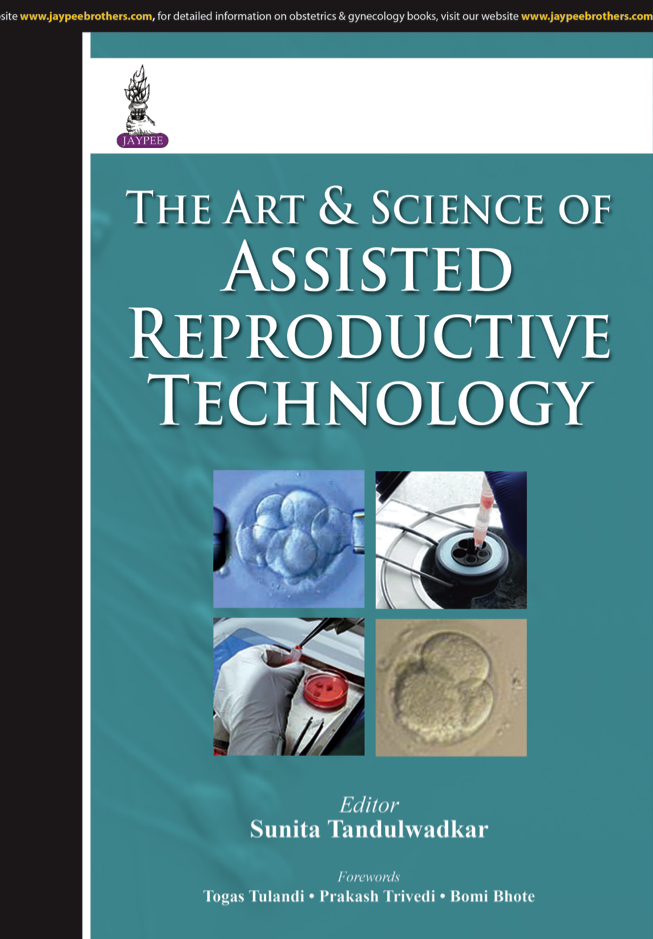 site www.jaypeebrothers.com, for detailed information on obstetrics & gynecology books, visit our website www.jaypeebrothers.com
JAYPEE
THE ART & SCIENCE OF
ASSISTED
REPRODUCTIVE
TECHNOLOGY
Editor
Sunita Tandulwadkar
Forewords
Togas Tulandi • Prakash Trivedi • Bomi Bhote